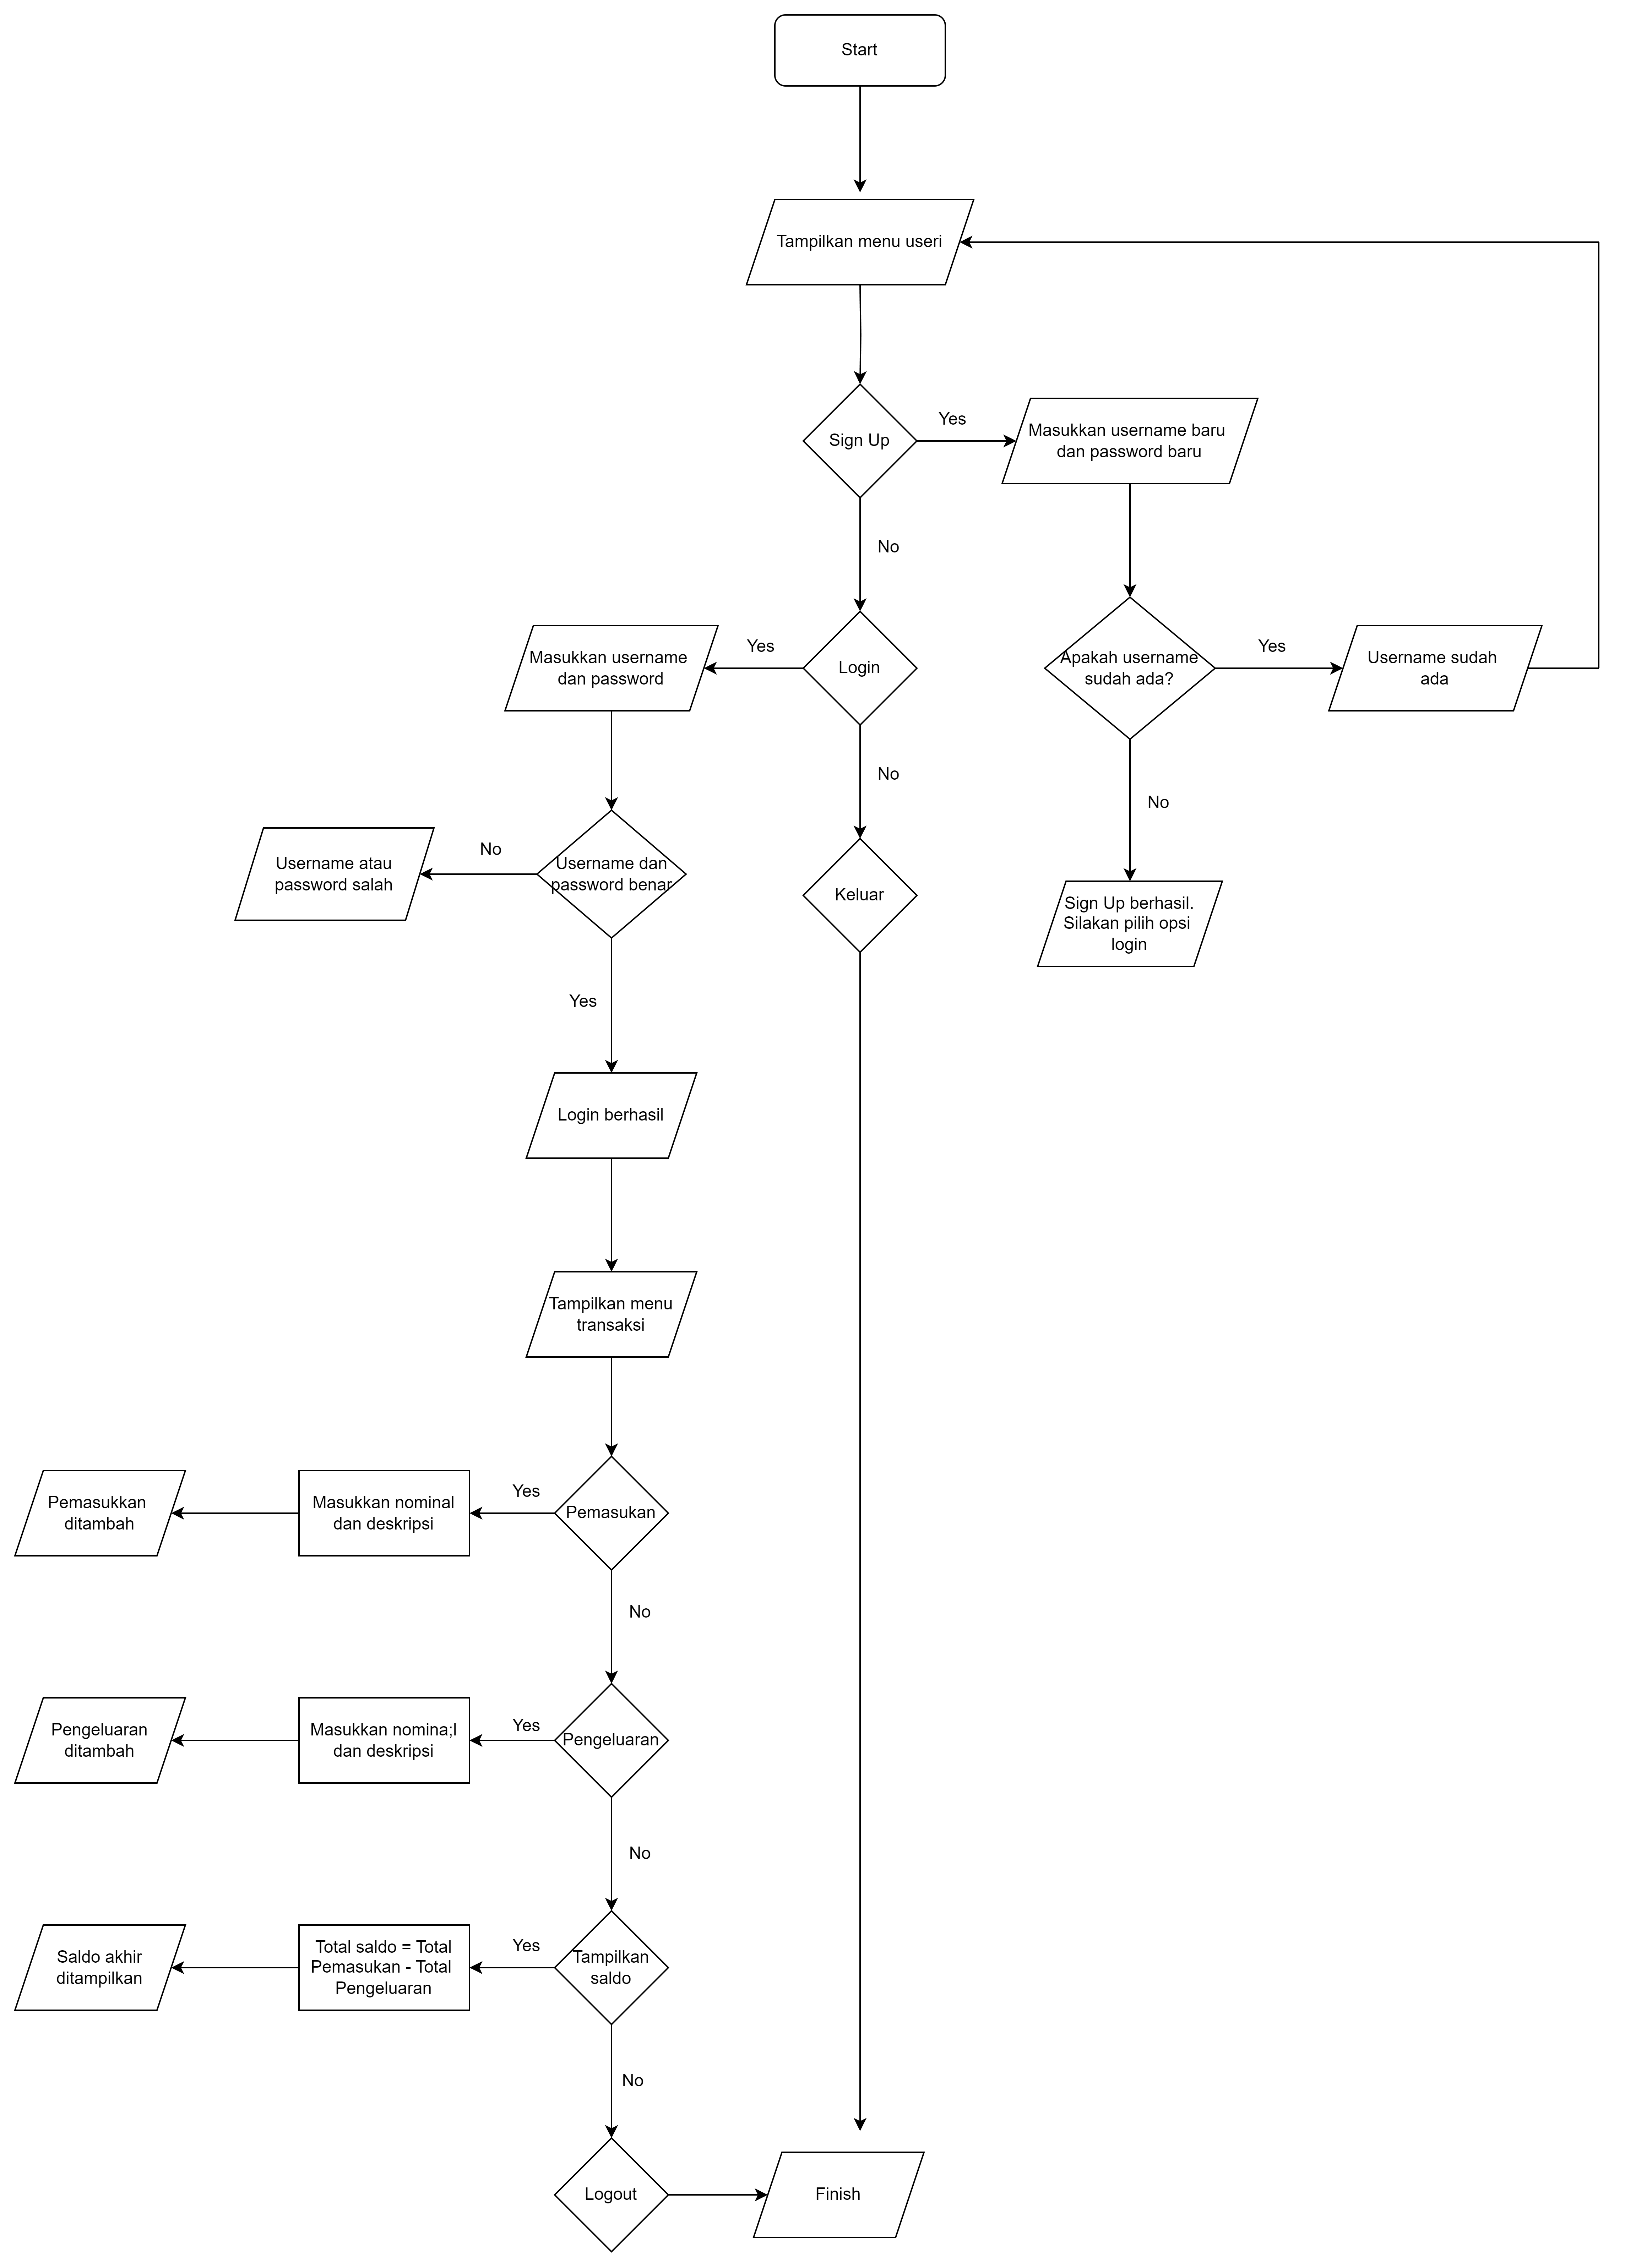 Start
Tampilkan menu useri
Sign Up
Yes
Masukkan username baru
dan password baru
No
Masukkan username
dan password
Yes
Login
Apakah username
sudah ada?
Yes
Username sudah
ada
No
No
Username atau
password salah
No
Username dan
password benar
Keluar
Sign Up berhasil.
Silakan pilih opsi
login
Yes
Login berhasil
Tampilkan menu
transaksi
Pemasukkan
ditambah
Masukkan nominal
dan deskripsi
Yes
Pemasukan
No
Pengeluaran
ditambah
Masukkan nomina;l
dan deskripsi
Yes
Pengeluaran
No
Saldo akhir
ditampilkan
Total saldo = Total
Pemasukan - Total
Pengeluaran
Yes
Tampilkan
saldo
No
Logout
Finish